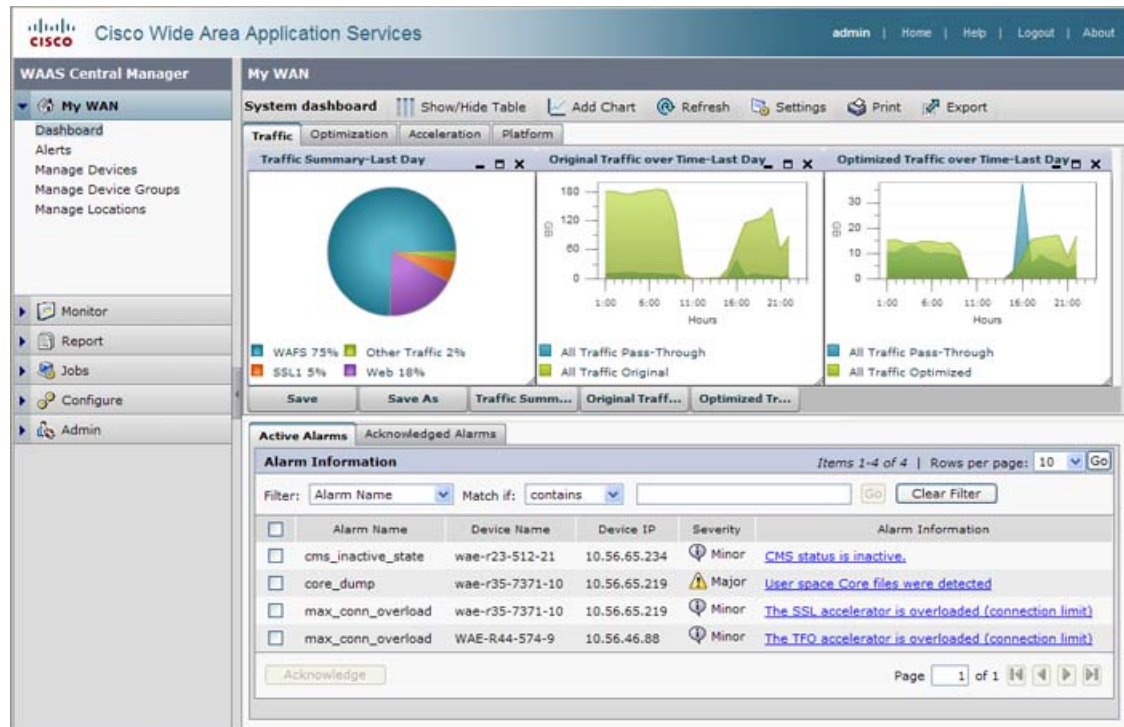 CISCO
Cisco Wide Area Application Services
admin | Home | Help | Logout | About
WAAS Central Manager
My WAN
Dashboard
Alerts
Manage Devices
Manage Device Groups
Manage Locations
Monitor
Report
Jobs
Configure
Admin
My WAN
System dashboard Show/Hide Table Add Chart Refresh Settings Print Export
Traffic Optimization Acceleration Platform
Traffic Summary-Last Day
WAFS 75% Other Traffic 2%
SSL1 5% Web 18%
Original Traffic over Time-Last Day
180
120
60
0
GB
1:00 6:00 11:00 16:00 21:00
Hours
All Traffic Pass-Through
All Traffic Original
Optimized Traffic over Time-Last Day
30
20
10
0
GB
1:00 6:00 11:00 16:00 21:00
Hours
All Traffic Pass-Through
All Traffic Optimized
Save Save As Traffic Summ... Original Traff... Optimized Tr...
Active Alarms Acknowledged Alarms
Alarm Information Items 1-4 of 4 | Rows per page: 10 Go
Filter: Alarm Name Match if: contains Go Clear Filter
Alarm Name Device Name Device IP Severity Alarm Information
cms_inactive_state wae-r23-512-21 10.56.65.234 Minor CMS status is inactive.
core_dump wae-r35-7371-10 10.56.65.219 Major User space Core files were detected
max_conn_overload wae-r35-7371-10 10.56.65.219 Minor The SSL accelerator is overloaded (connection limit)
max_conn_overload WAE-R44-574-9 10.56.46.88 Minor The TFO accelerator is overloaded (connection limit)
Acknowledge Page 1 of 1